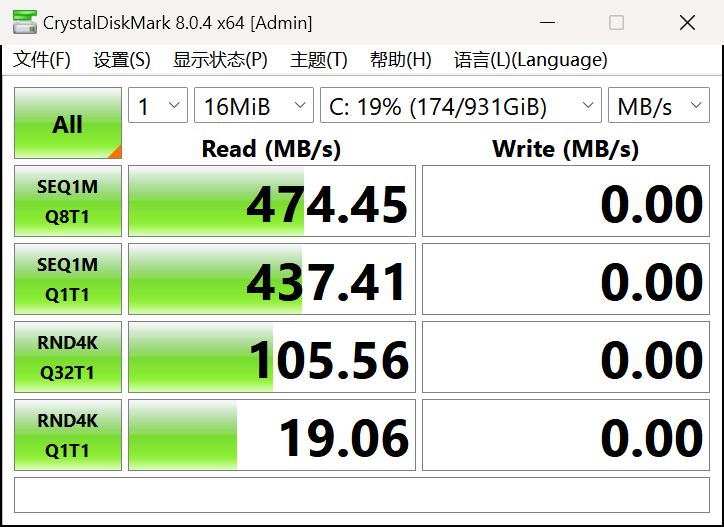 CrystalDiskMark 8.0.4 x64 [Admin]
文件(F) 设置(S) 显示状态(P) 主题(T) 帮助(H) 语言(L)(Language)
All 1 16MiB C: 19% (174/931GiB) MB/s
Read (MB/s) Write (MB/s)
SEQ1M
Q8T1 474.45 0.00
SEQ1M
Q1T1 437.41 0.00
RND4K
Q32T1 105.56 0.00
RND4K
Q1T1 19.06 0.00